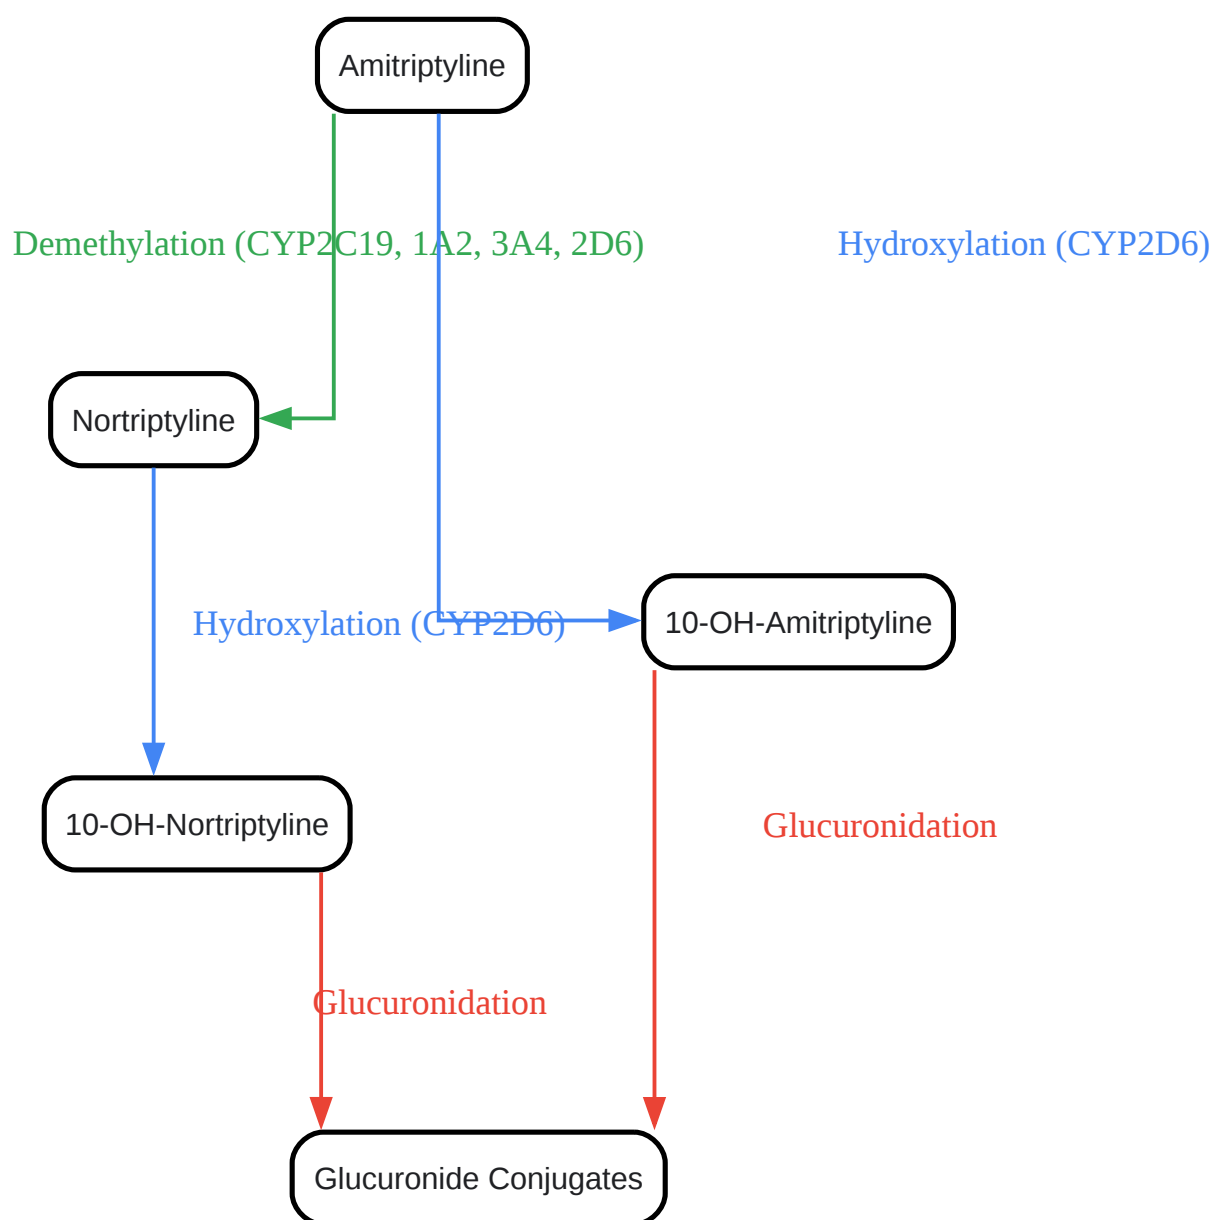 Amitriptyline
Demethylation (CYP2C19, 1A2, 3A4, 2D6)
Hydroxylation (CYP2D6)
Nortriptyline
Hydroxylation (CYP2D6)
10-OH-Amitriptyline
10-OH-Nortriptyline
Glucuronidation
Glucuronidation
Glucuronide Conjugates